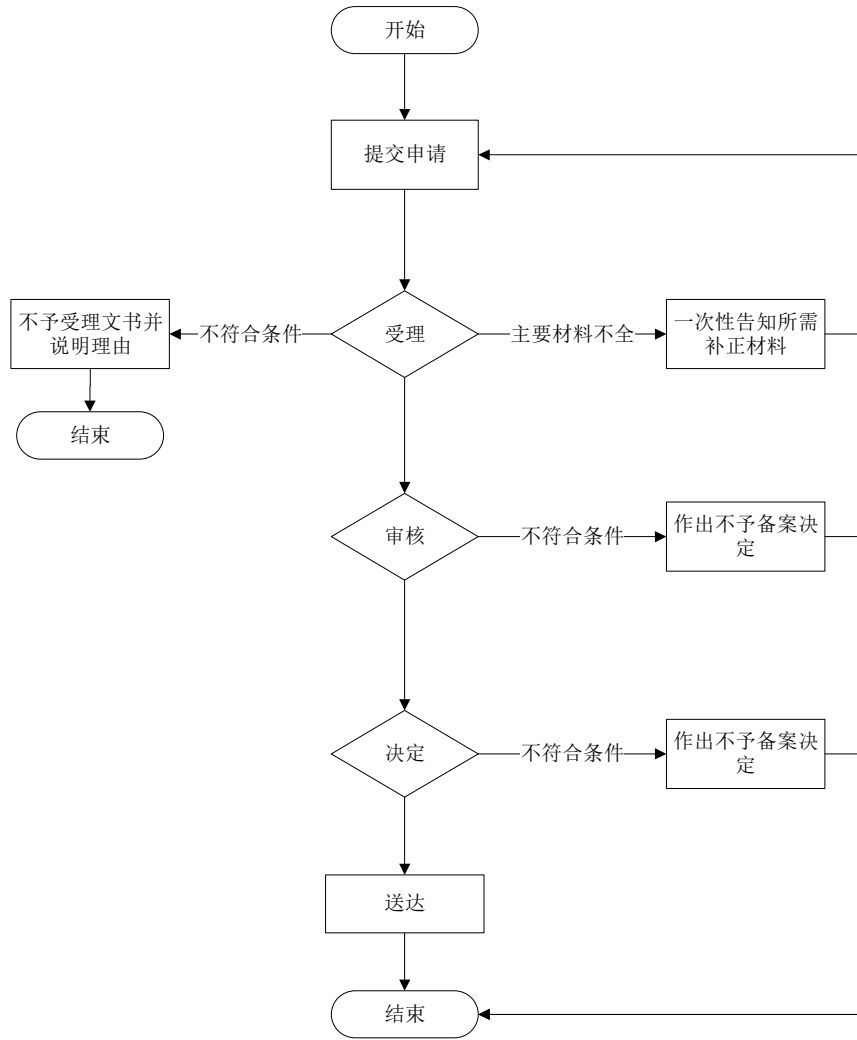 开始
提交申请
不予受理文书并
说明理由
不符合条件
受理
主要材料不全
一次性告知所需
补正材料
结束
审核
不符合条件
作出不予备案决
定
决定
不符合条件
作出不予备案决
定
送达
结束